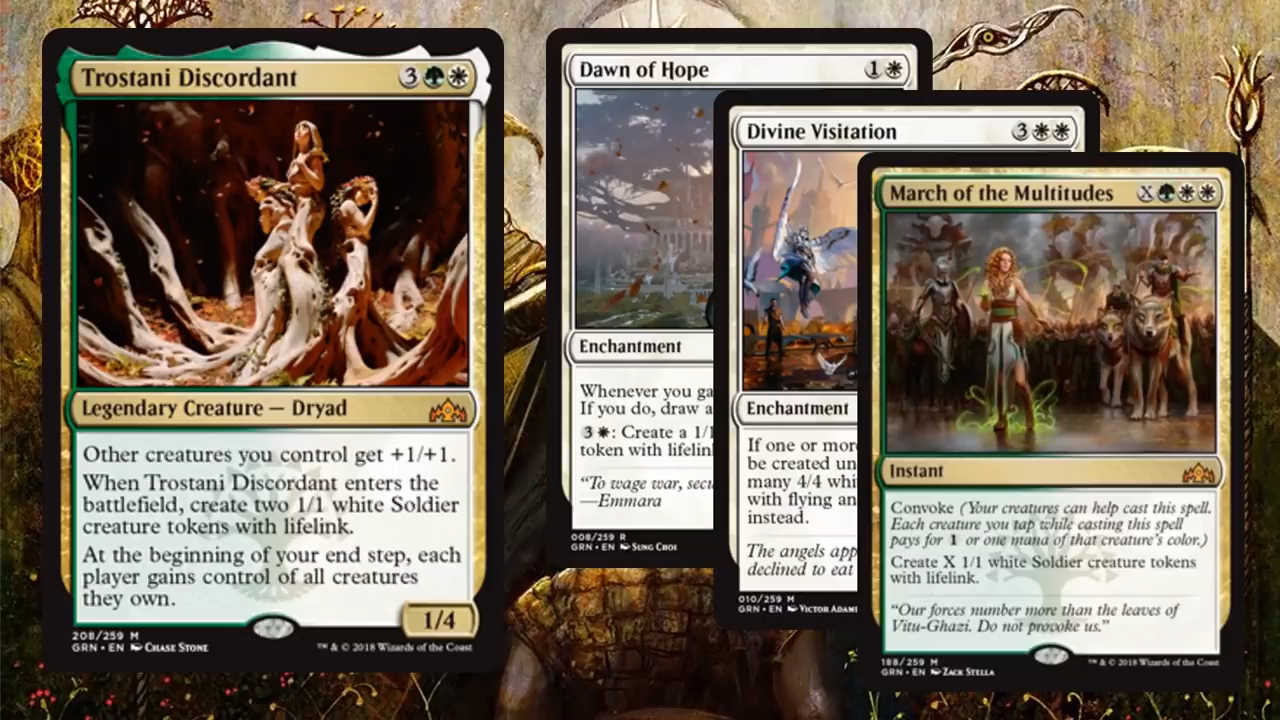 Trostani Discordant
3
Legendary Creature — Dryad
Other creatures you control get +1/+1.
When Trostani Discordant enters the
battlefield, create two 1/1 white Soldier
creature tokens with lifelink.
At the beginning of your end step, each
player gains control of all creatures
they own.
1/4
208/259 M
GRN • EN CHASE STONE
™ & © 2018 Wizards of the Coast
Dawn of Hope
1
Enchantment
Whenever you ga
If you do, draw a
3 : Create a 1/1
token with lifelin
“To wage war, secu
—Emmara
008/259 R
GRN • EN SUNG CHOI
Divine Visitation
3
Enchantment
If one or more
be created un
many 4/4 whi
with flying an
instead.
The angels app
declined to eat
010/259 M
GRN • EN VICTOR ADAME
March of the Multitudes
X
Instant
Convoke (Your creatures can help cast this spell.
Each creature you tap while casting this spell
pays for 1 or one mana of that creature's color.)
Create X 1/1 white Soldier creature tokens
with lifelink.
“Our forces number more than the leaves of
Vitu-Ghazi. Do not provoke us.”
188/259 M
GRN • EN ZACK STELLA
™ & © 2018 Wizards of the Coast